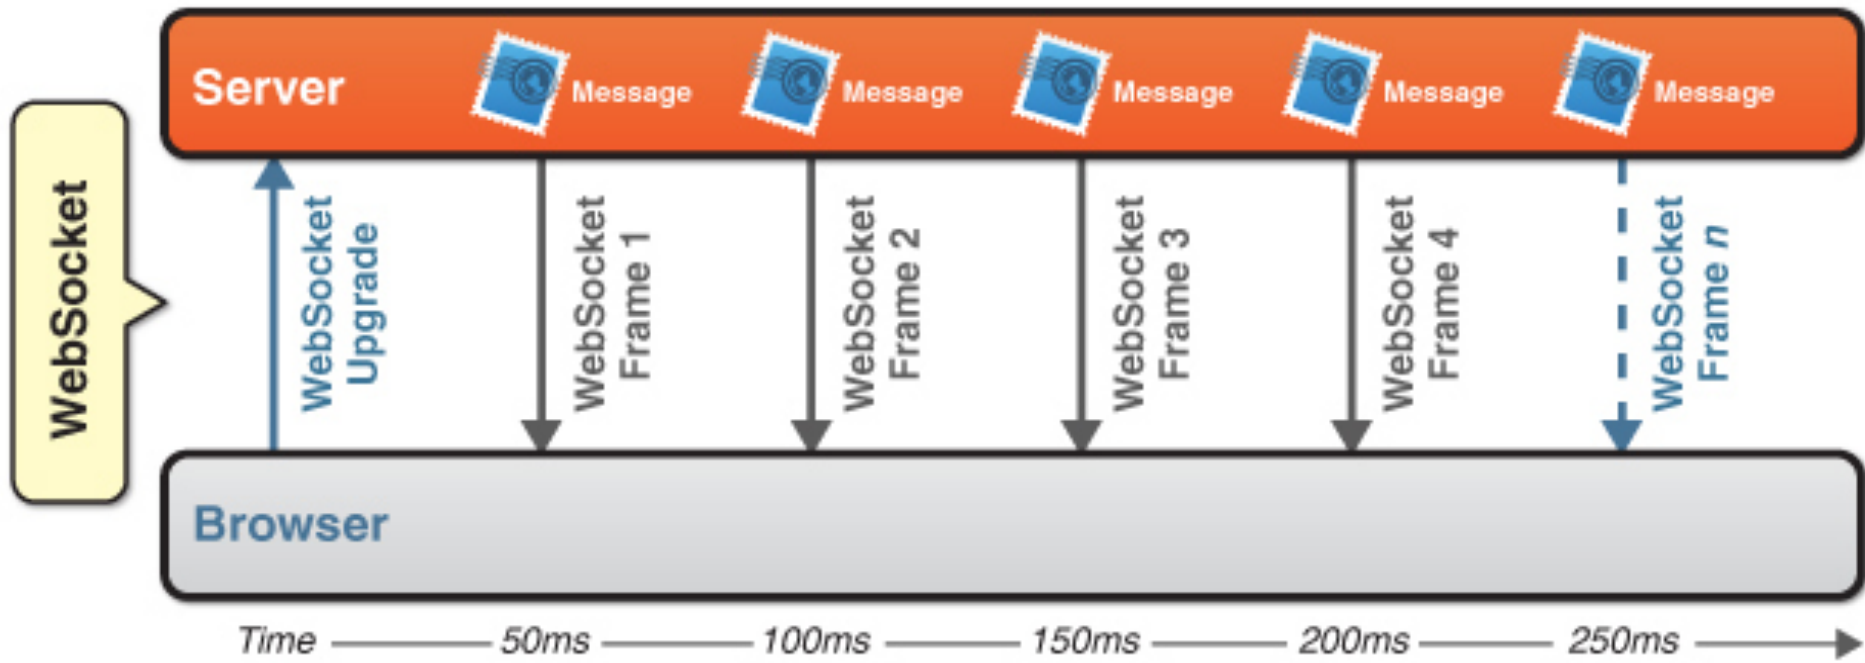 WebSocket
Server
Message
Message
Message
Message
Message
WebSocket
Upgrade
WebSocket
Frame 1
WebSocket
Frame 2
WebSocket
Frame 3
WebSocket
Frame 4
WebSocket
Frame n
Browser
Time 50ms 100ms 150ms 200ms 250ms